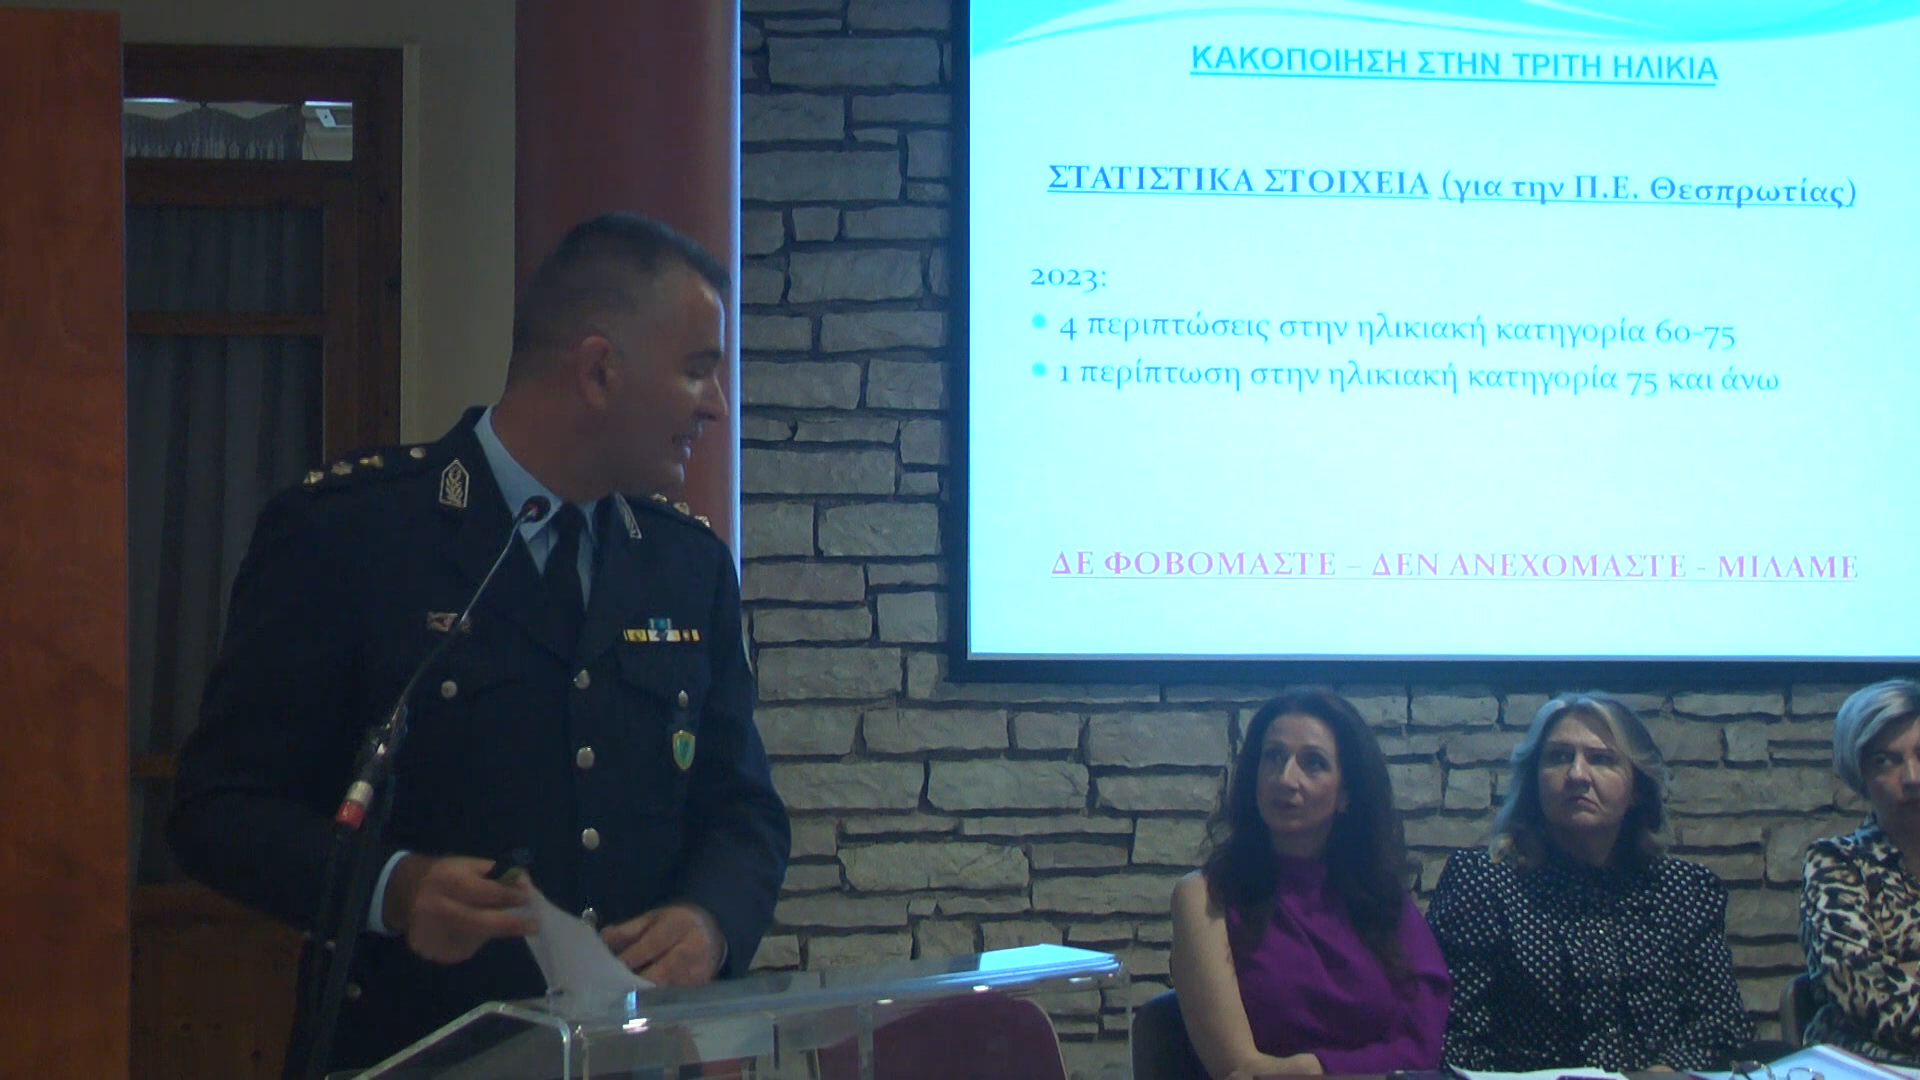 ΚΑΚΟΠΟΙΗΣΗ ΣΤΗΝ ΤΡΙΤΗ ΗΛΙΚΙΑ
ΣΤΑΤΙΣΤΙΚΑ ΣΤΟΙΧΕΙΑ (για την Π.Ε. Θεσπρωτίας)
2023:
• 4 περιπτώσεις στην ηλικιακή κατηγορία 60-75
• 1 περίπτωση στην ηλικιακή κατηγορία 75 και άνω
ΔΕ ΦΟΒΟΜΑΣΤΕ – ΔΕΝ ΑΝΕΧΟΜΑΣΤΕ - ΜΙΛΑΜΕ